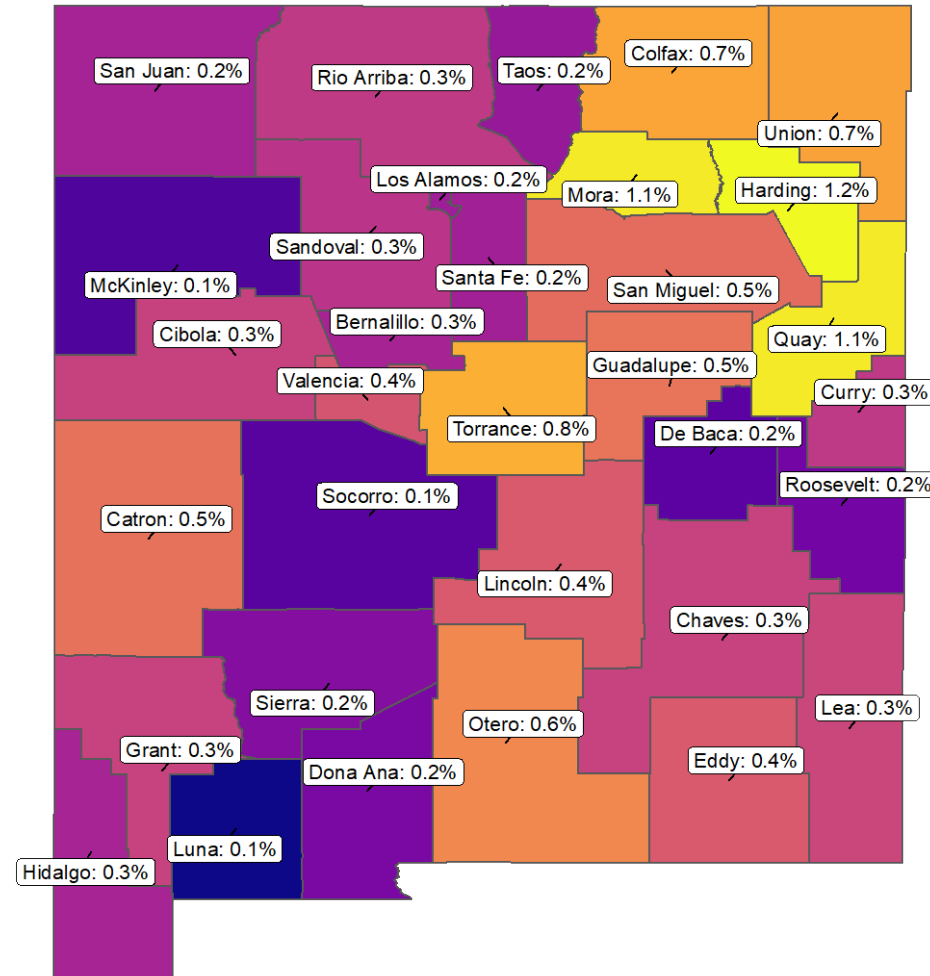 Colfax: 0.7%
San Juan: 0.2%
Rio Arriba: 0.3%
Taos: 0.2%
Union: 0.7%
Los Alamos: 0.2%
Mora: 1.1%
Harding: 1.2%
Sandoval: 0.3%
Santa Fe: 0.2%
McKinley: 0.1%
San Miguel: 0.5%
Bernalillo: 0.3%
Cibola: 0.3%
Quay: 1.1%
Guadalupe: 0.5%
Valencia: 0.4%
Curry: 0.3%
Torrance: 0.8%
De Baca: 0.2%
Roosevelt: 0.2%
Socorro: 0.1%
Catron: 0.5%
Lincoln: 0.4%
Chaves: 0.3%
Sierra: 0.2%
Lea: 0.3%
Otero: 0.6%
Grant: 0.3%
Eddy: 0.4%
Dona Ana: 0.2%
Luna: 0.1%
Hidalgo: 0.3%